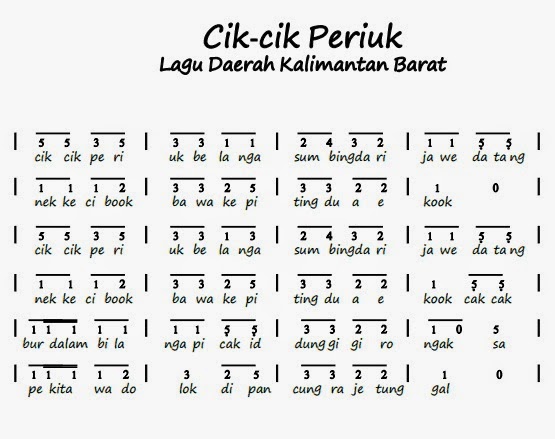 Cik-cik Periuk
Lagu Daerah Kalimantan Barat
| 5 5 3 5 | 3 3 1 1 | 2 4 3 2 | 1 1 5̣ 5̣ |
cik cik pe ri uk be la nga sum bingda ri ja we da tang
| 1 1 1 2 | 3 3 2 5 | 3 3 2 2 | 1 0 |
nek ke ci book ba wa ke pi ting du a e kook
| 5 5 3 5 | 3 3 1 3 | 2 4 3 2 | 1 1 5̣ 5̣ |
cik cik pe ri uk be la nga sum bingda ri ja we da tang
| 1 1 1 2 | 3 3 2 5 | 3 3 2 2 | 1 5̣ 5̣ |
nek ke ci book ba wa ke pi ting du a e kook cak cak
| 1 1 1 1 1 | 1 1 5̣ 5̣ | 3 3 2 2 | 1 0 5 |
bur dalam bi la nga pi cak id dung gi gi ro ngak sa
| 1 1 1 1 2 | 3 2 5 | 3 3 2 2 | 1 0 |
pe kita wa do lok di pan cung ra je tung gal